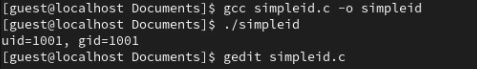 [guest@localhost Documents]$ gcc simpleid.c -o simpleid
[guest@localhost Documents]$ ./simpleid
uid=1001, gid=1001
[guest@localhost Documents]$ gedit simpleid.c